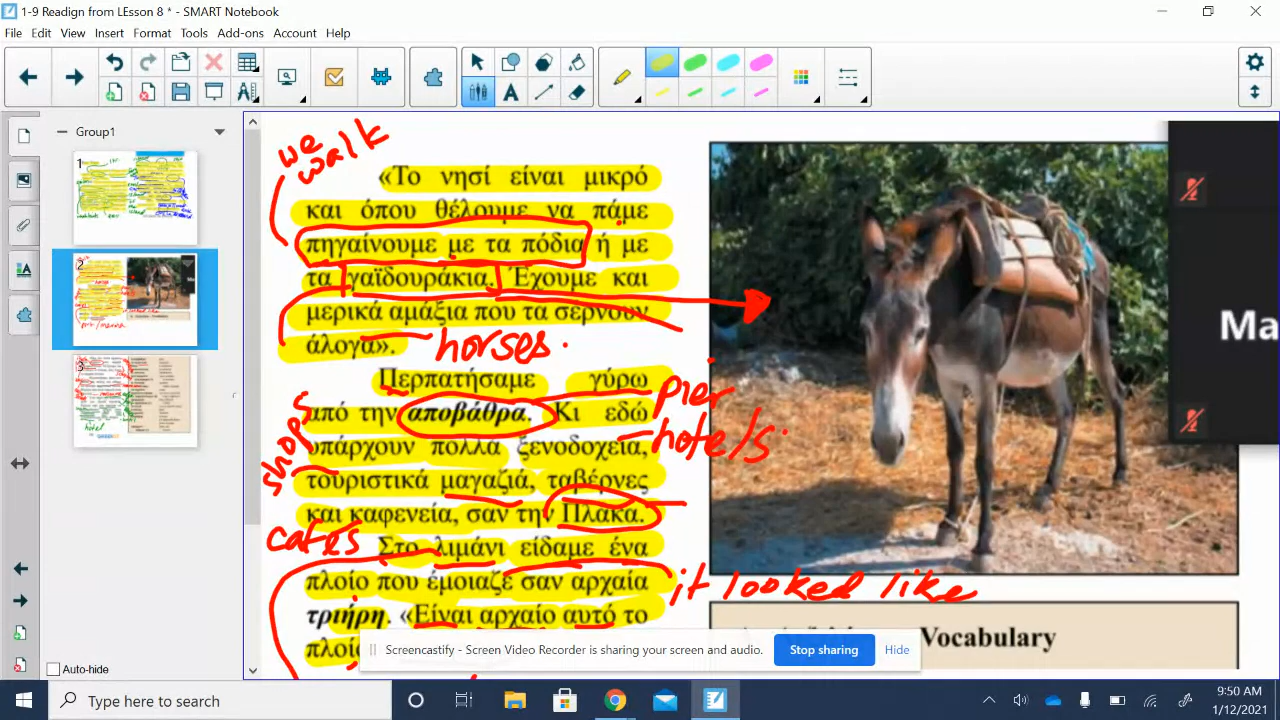 1-9 Readign from LEsson 8 * - SMART Notebook
File Edit View Insert Format Tools Add-ons Account Help
Group1
1
2
3
Auto-hide
we walk
«Το νησί είναι μικρό
και όπου θέλουμε να πάμε
πηγαίνουμε με τα πόδια ή με
τα γαϊδουράκια. Έχουμε και
μερικά αμάξια που τα σέρνουν
άλογα».
horses.
Περπατήσαμε γύρω
από την αποβάθρα. Κι εδώ
pier
υπάρχουν πολλά ξενοδοχεία,
hotels.
shops
τουριστικά μαγαζιά, ταβέρνες
και καφενεία, σαν την Πλάκα.
cafes
Στο λιμάνι είδαμε ένα
πλοίο που έμοιαζε σαν αρχαία
it looked like
τριήρη. «Είναι αρχαίο αυτό το
Vocabulary
Ma
Screencastify - Screen Video Recorder is sharing your screen and audio.
Stop sharing
Hide
Type here to search
9:50 AM
1/12/2021